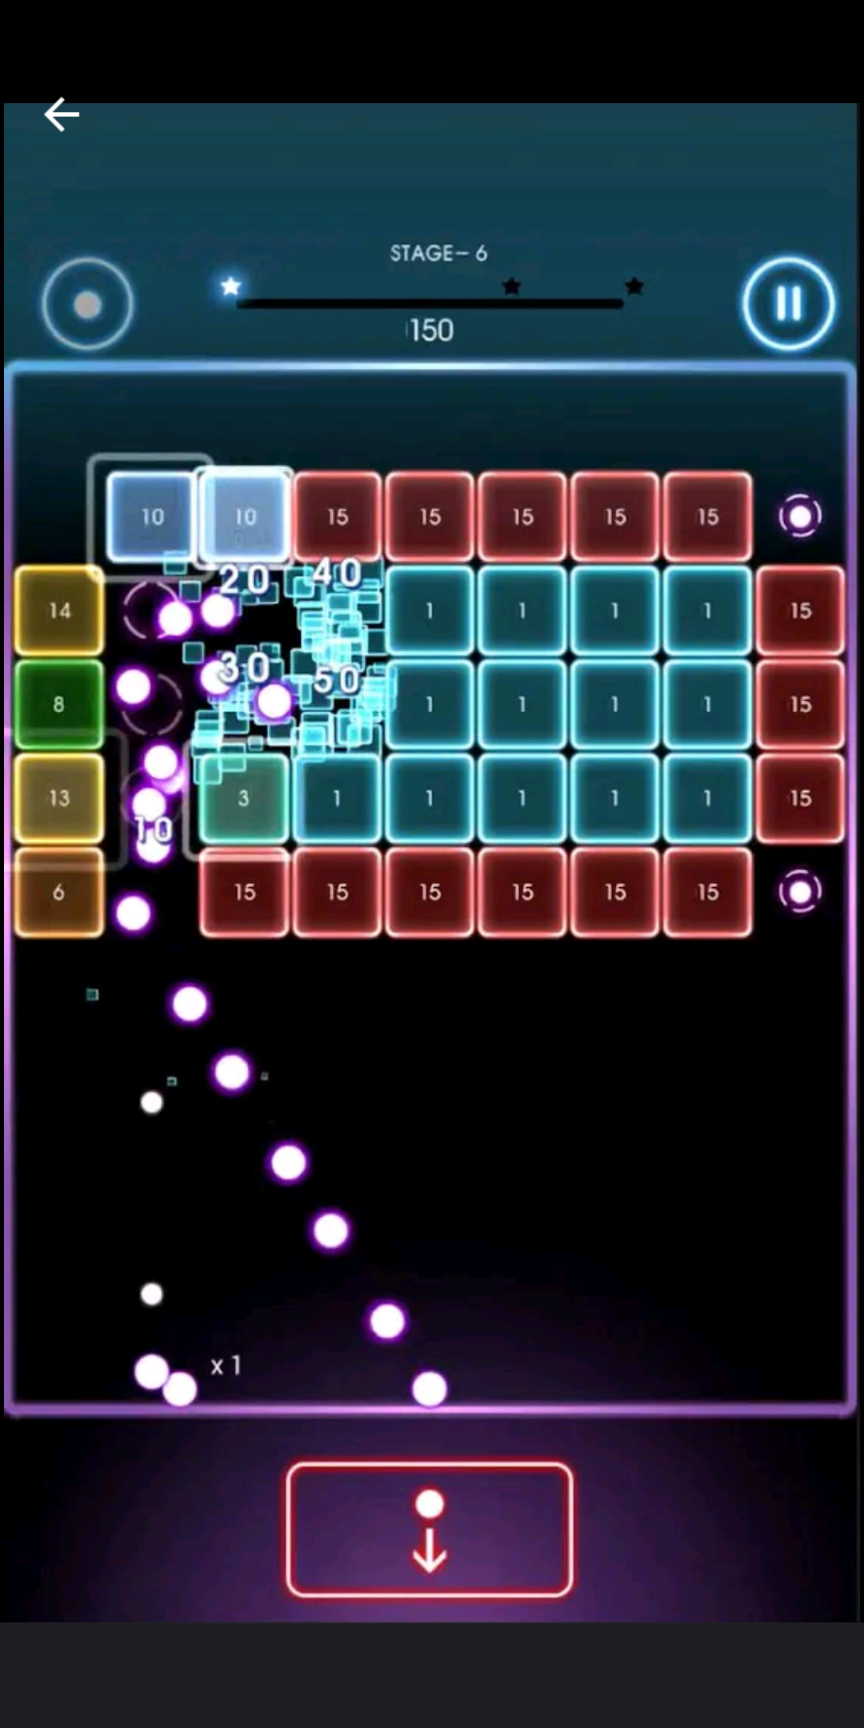 STAGE– 6
150
10 10 15 15 15 15 15
20 40
14 1 1 1 1 15
30 50
8 1 1 1 1 15
13 3 1 1 1 1 1 15
10
6 15 15 15 15 15 15
x 1